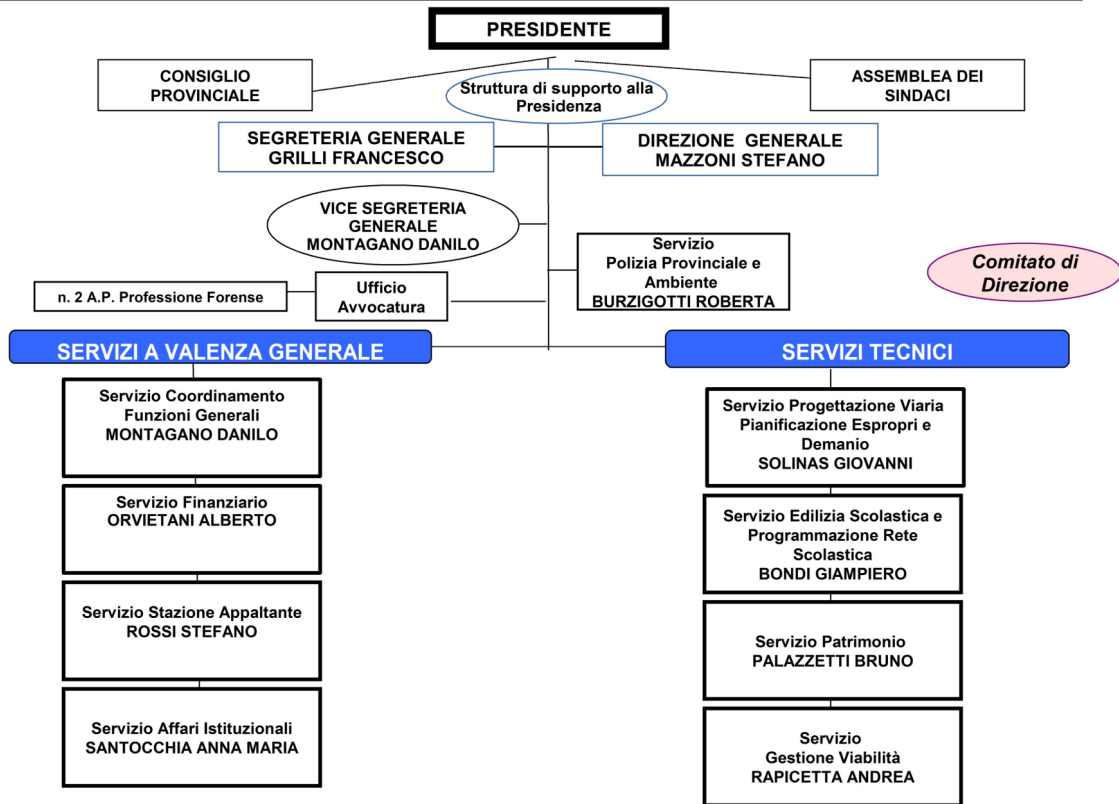 PRESIDENTE
CONSIGLIO
PROVINCIALE
Struttura di supporto alla
Presidenza
ASSEMBLEA DEI
SINDACI
SEGRETERIA GENERALE
GRILLI FRANCESCO
DIREZIONE GENERALE
MAZZONI STEFANO
VICE SEGRETERIA
GENERALE
MONTAGANO DANILO
Servizio
Polizia Provinciale e
Ambiente
BURZIGOTTI ROBERTA
Comitato di
Direzione
n. 2 A.P. Professione Forense
Ufficio
Avvocatura
SERVIZI A VALENZA GENERALE
SERVIZI TECNICI
Servizio Coordinamento
Funzioni Generali
MONTAGANO DANILO
Servizio Finanziario
ORVIETANI ALBERTO
Servizio Stazione Appaltante
ROSSI STEFANO
Servizio Affari Istituzionali
SANTOCCHIA ANNA MARIA
Servizio Progettazione Viaria
Pianificazione Espropri e
Demanio
SOLINAS GIOVANNI
Servizio Edilizia Scolastica e
Programmazione Rete
Scolastica
BONDI GIAMPIERO
Servizio Patrimonio
PALAZZETTI BRUNO
Servizio
Gestione Viabilità
RAPICETTA ANDREA